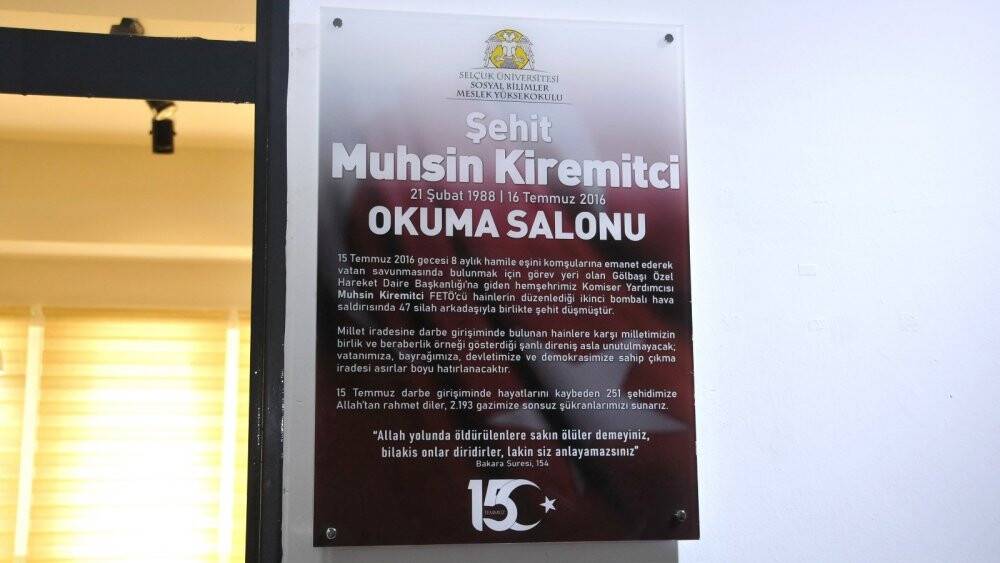 SELÇUK ÜNİVERSİTESİ
SOSYAL BİLİMLER
MESLEK YÜKSEKOKULU
Şehit
Muhsin Kiremitci
21 Şubat 1988 | 16 Temmuz 2016
OKUMA SALONU
15 Temmuz 2016 gecesi 8 aylık hamile eşini komşularına emanet ederek
vatan savunmasında bulunmak için görev yeri olan Gölbaşı Özel
Hareket Daire Başkanlığı'na giden hemşehrimiz Komiser Yardımcısı
Muhsin Kiremitci FETÖ'cü hainlerin düzenlediği ikinci bombalı hava
saldırısında 47 silah arkadaşıyla birlikte şehit düşmüştür.
Millet iradesine darbe girişiminde bulunan hainlere karşı milletimizin
birlik ve beraberlik örneği gösterdiği şanlı direniş asla unutulmayacak;
vatanımıza, bayrağımıza, devletimize ve demokrasimize sahip çıkma
iradesi asırlar boyu hatırlanacaktır.
15 Temmuz darbe girişiminde hayatlarını kaybeden 251 şehidimize
Allah'tan rahmet diler, 2.193 gazimize sonsuz şükranlarımızı sunarız.
"Allah yolunda öldürülenlere sakın ölüler demeyiniz,
bilakis onlar diridirler, lakin siz anlayamazsınız"
Bakara Suresi, 154
15
TEMMUZ